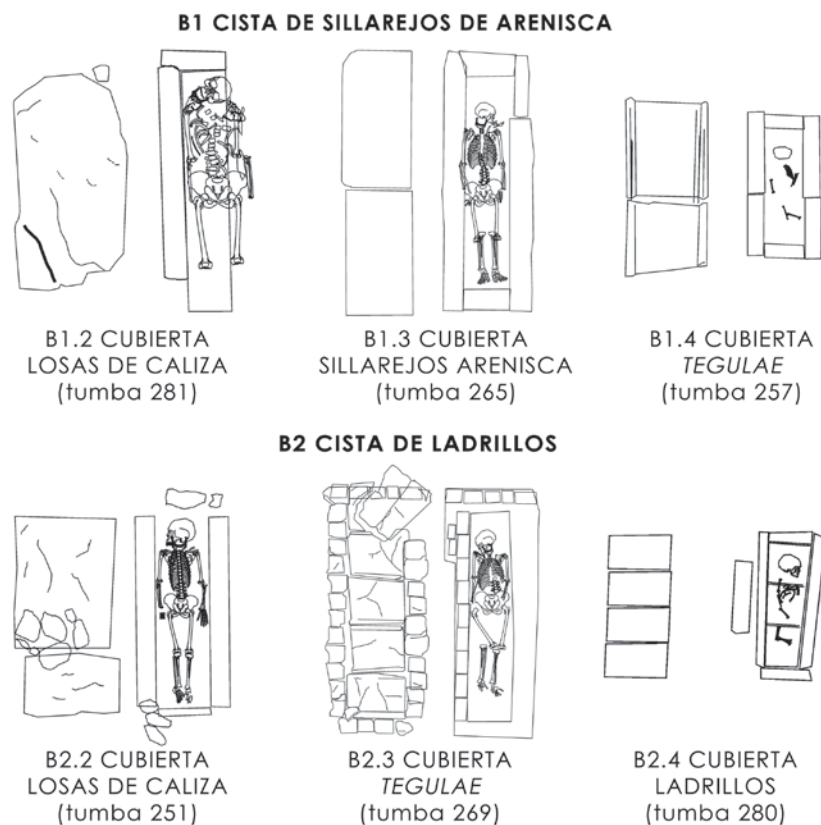 B1 CISTA DE SILLAREJOS DE ARENISCA
B1.2 CUBIERTA
LOSAS DE CALIZA
(tumba 281)
B1.3 CUBIERTA
SILLAREJOS ARENISCA
(tumba 265)
B1.4 CUBIERTA
TEGULAE
(tumba 257)
B2 CISTA DE LADRILLOS
B2.2 CUBIERTA
LOSAS DE CALIZA
(tumba 251)
B2.3 CUBIERTA
TEGULAE
(tumba 269)
B2.4 CUBIERTA
LADRILLOS
(tumba 280)